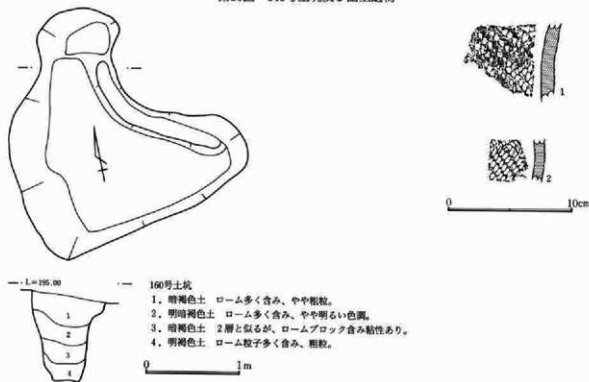 1
2
0 10cm
L=195.00
1
2
3
4
160号土坑
1. 暗褐色土 ローム多く含み、やや粗粒。
2. 明暗褐色土 ローム多く含み、やや明るい色調。
3. 暗褐色土 2層と似るが、ロームブロック含み粘性あり。
4. 明褐色土 ローム粒子多く含み、粗粒。
0 1m